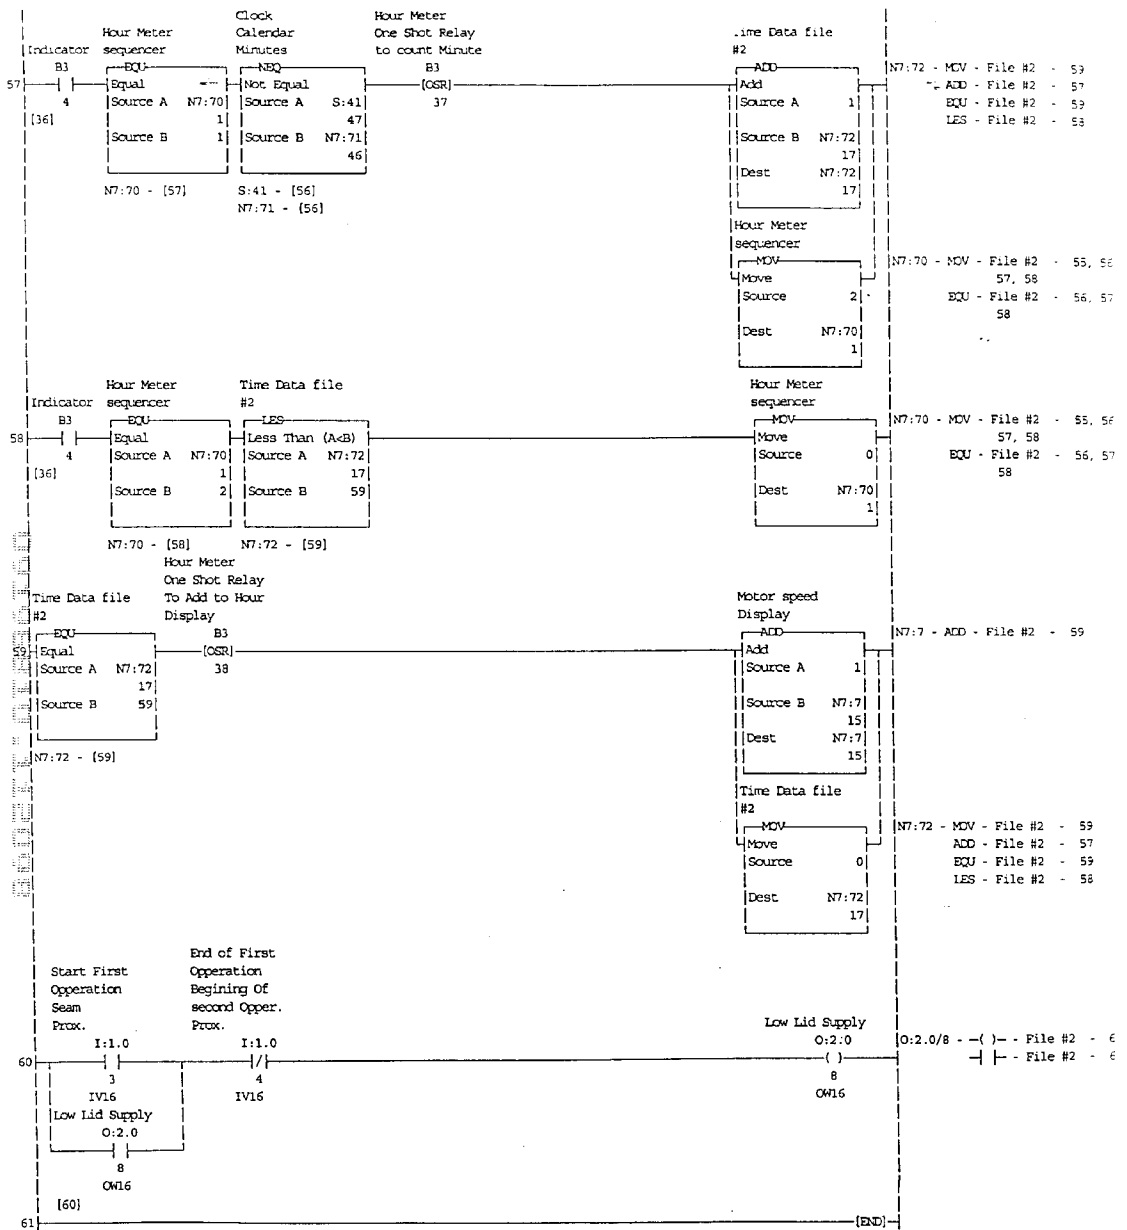 Clock
Hour Meter
Hour Meter
Calendar
One Shot Relay
.ime Data file
Indicator
sequencer
Minutes
to count Minute
#2
B3
EQU
NEQ
B3
ADD
N7:72 - MOV - File #2 - 59
57
Equal
Not Equal
[OSR]
Add
ADD - File #2 - 57
4
Source A N7:70
Source A S:41
37
Source A 1
EQU - File #2 - 59
[36]
1
47
LES - File #2 - 58
Source B 1
Source B N7:71
Source B N7:72
46
17
Dest N7:72
N7:70 - [57]
S:41 - [56]
17
N7:71 - [56]
Hour Meter
sequencer
MOV
N7:70 - MOV - File #2 - 55, 56
Move
57, 58
Source 2
EQU - File #2 - 56, 57
58
Dest N7:70
1
Hour Meter
Time Data file
Hour Meter
Indicator
sequencer
#2
sequencer
B3
EQU
LES
MOV
N7:70 - MOV - File #2 - 55, 56
58
Equal
Less Than (A<B)
Move
57, 58
4
Source A N7:70
Source A N7:72
Source 0
EQU - File #2 - 56, 57
[36]
1
17
58
Source B 2
Source B 59
Dest N7:70
1
N7:70 - [58]
N7:72 - [59]
Hour Meter
One Shot Relay
Time Data file
To Add to Hour
Motor speed
#2
Display
Display
EQU
B3
ADD
N7:7 - ADD - File #2 - 59
59
Equal
[OSR]
Add
Source A N7:72
38
Source A 1
17
Source B 59
Source B N7:7
15
Dest N7:7
N7:72 - [59]
15
Time Data file
#2
MOV
N7:72 - MOV - File #2 - 59
Move
ADD - File #2 - 57
Source 0
EQU - File #2 - 59
LES - File #2 - 58
Dest N7:72
17
End of First
Start First
Opperation
Opperation
Begining Of
Seam
second Opper.
Prox.
Prox.
Low Lid Supply
I:1.0
I:1.0
O:2.0
O:2.0/8 - -( )- - File #2 - 6
60
( )
-| |- - File #2 - 6
3
4
8
IV16
IV16
OW16
Low Lid Supply
O:2.0
8
OW16
[60]
61
[END]